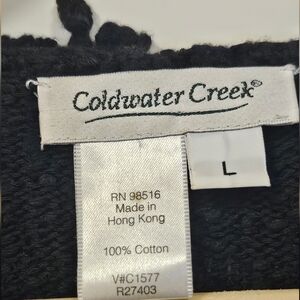 Coldwater Creek®
L
RN 98516
Made in
Hong Kong
100% Cotton
V#C1577
R27403